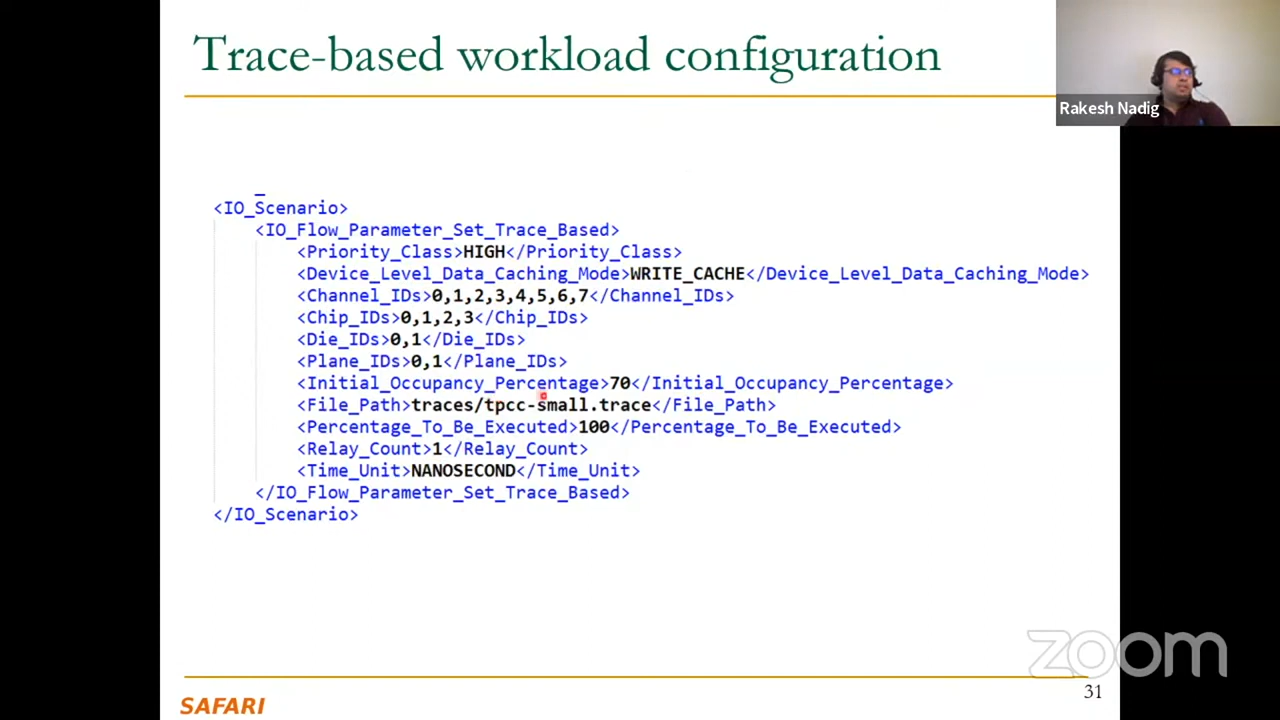 Trace-based workload configuration
Rakesh Nadig
<IO_Scenario>
<IO_Flow_Parameter_Set_Trace_Based>
<Priority_Class>HIGH</Priority_Class>
<Device_Level_Data_Caching_Mode>WRITE_CACHE</Device_Level_Data_Caching_Mode>
<Channel_IDs>0,1,2,3,4,5,6,7</Channel_IDs>
<Chip_IDs>0,1,2,3</Chip_IDs>
<Die_IDs>0,1</Die_IDs>
<Plane_IDs>0,1</Plane_IDs>
<Initial_Occupancy_Percentage>70</Initial_Occupancy_Percentage>
<File_Path>traces/tpcc-small.trace</File_Path>
<Percentage_To_Be_Executed>100</Percentage_To_Be_Executed>
<Relay_Count>1</Relay_Count>
<Time_Unit>NANOSECOND</Time_Unit>
</IO_Flow_Parameter_Set_Trace_Based>
</IO_Scenario>
zoom
31
SAFARI